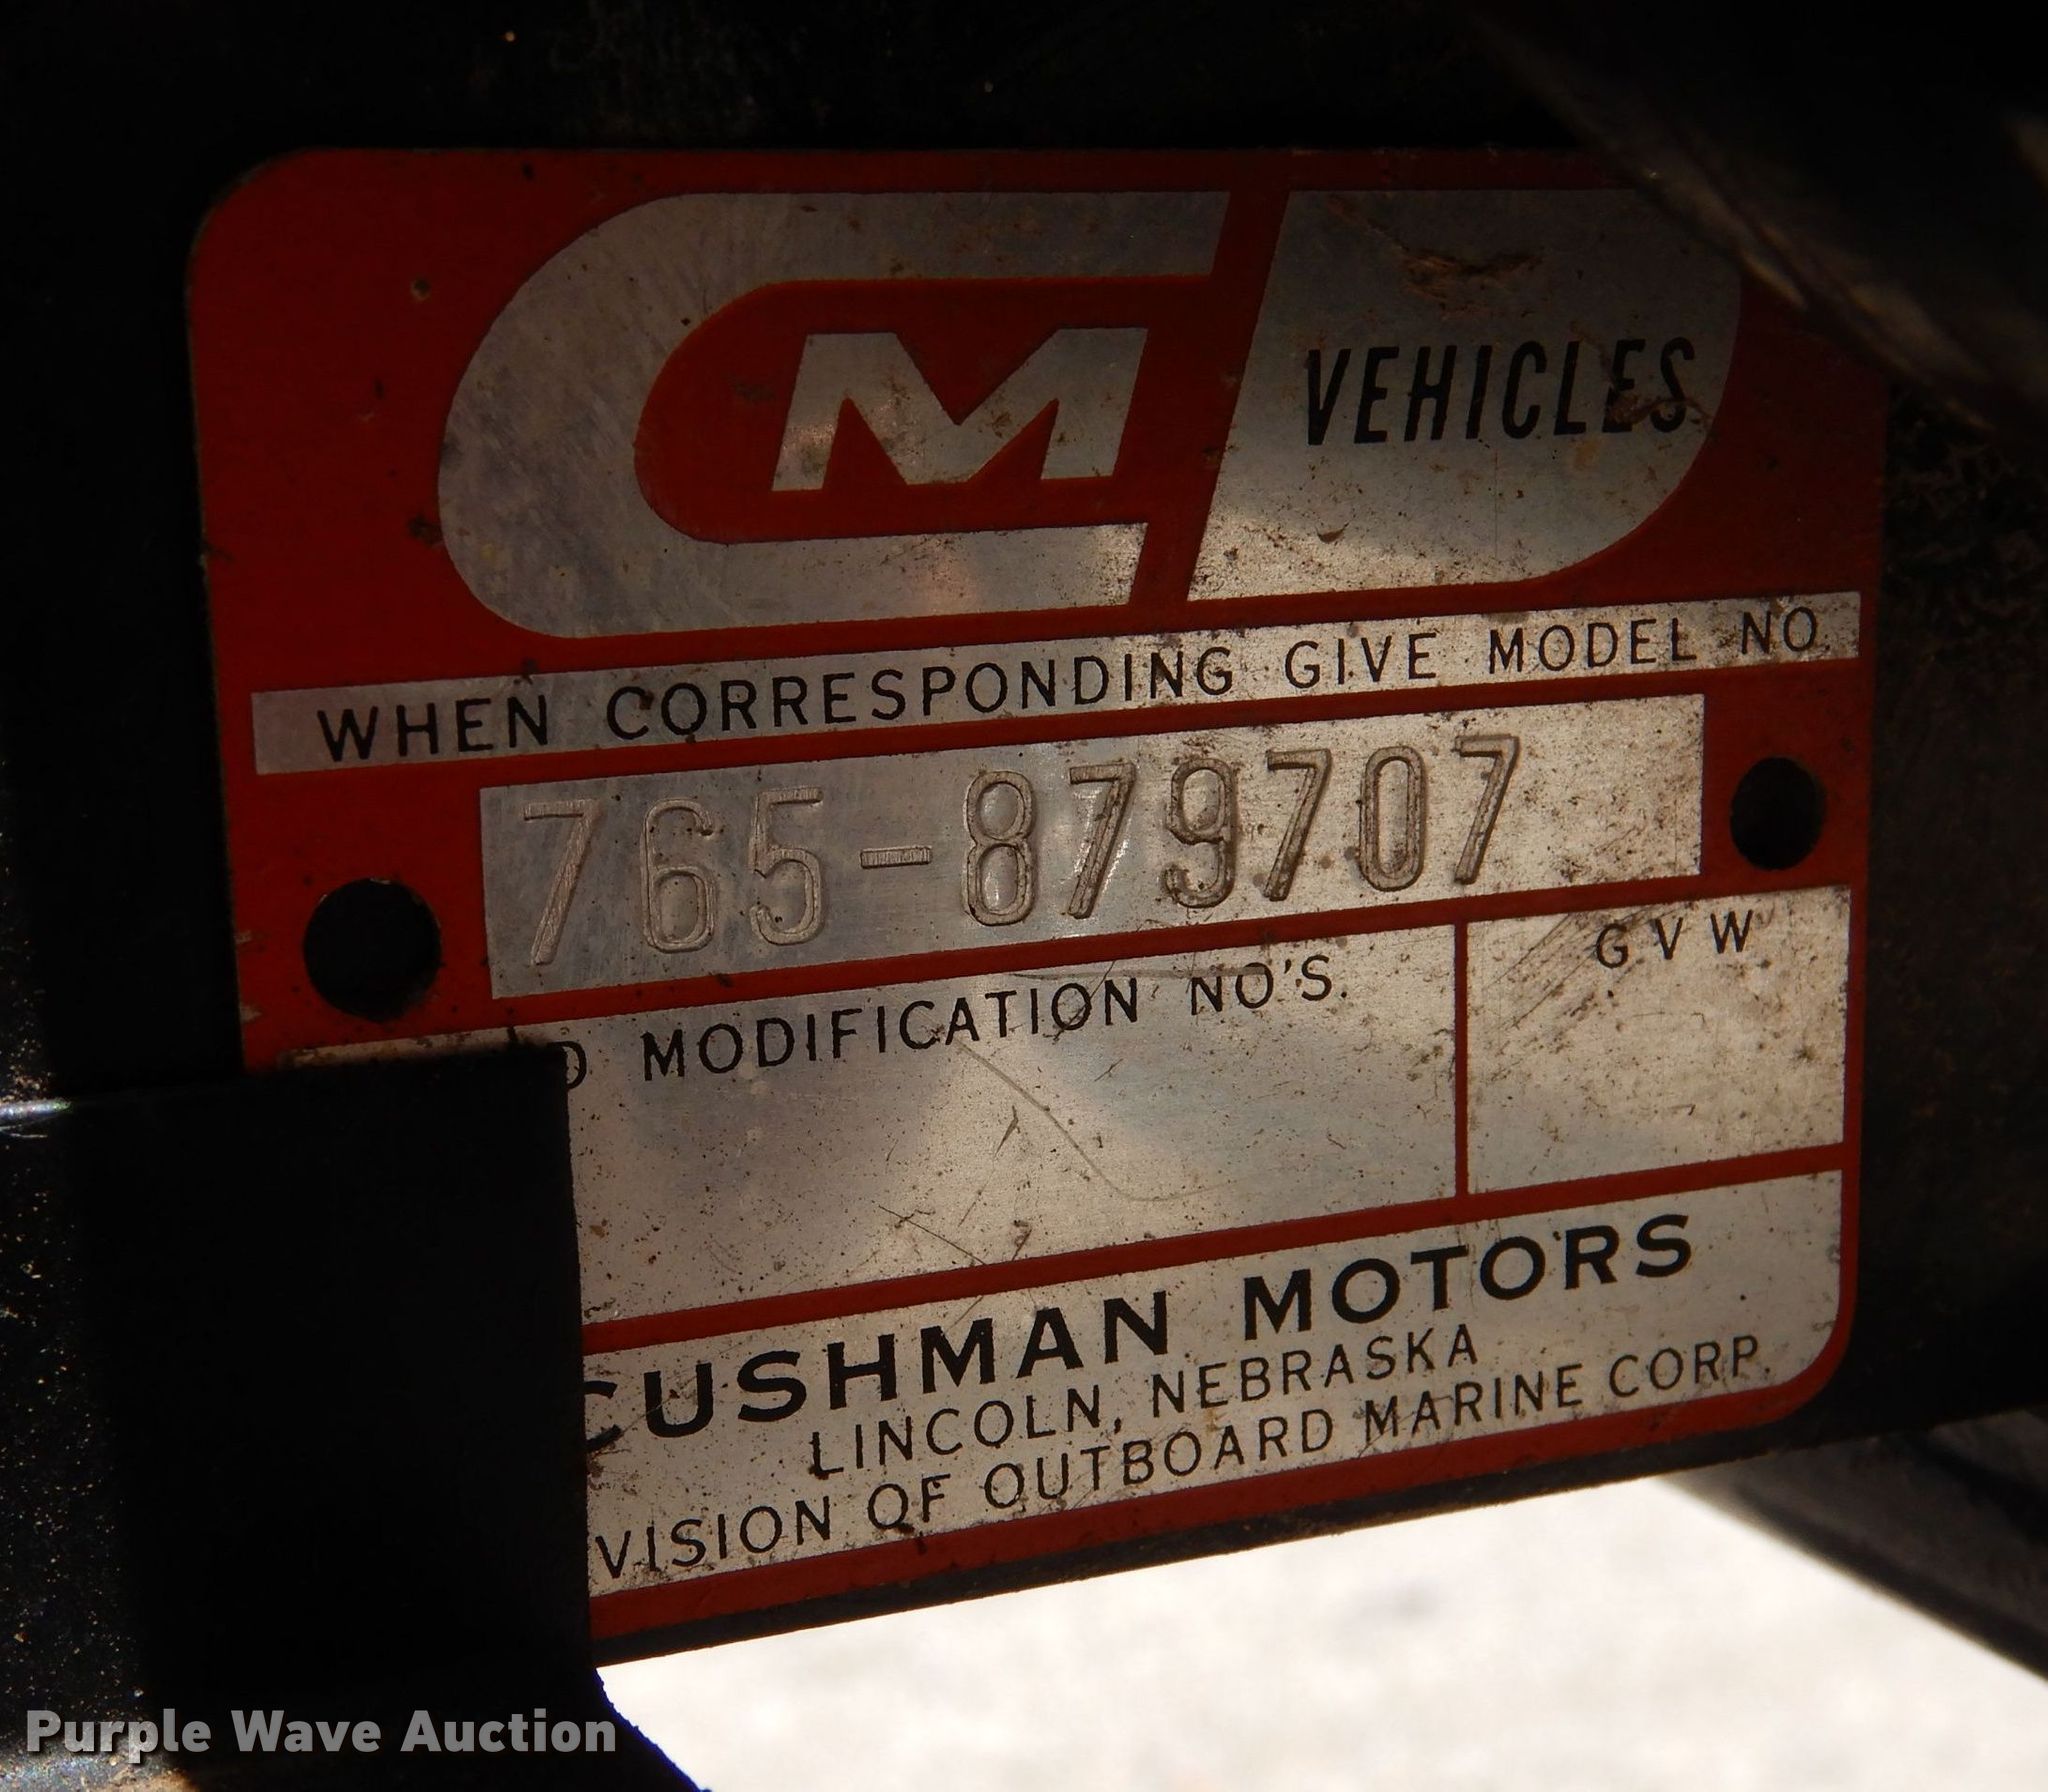 CM VEHICLES
WHEN CORRESPONDING GIVE MODEL NO.
765-879707
D MODIFICATION NO'S.
GVW
CUSHMAN MOTORS
LINCOLN, NEBRASKA
VISION OF OUTBOARD MARINE CORP.
Purple Wave Auction